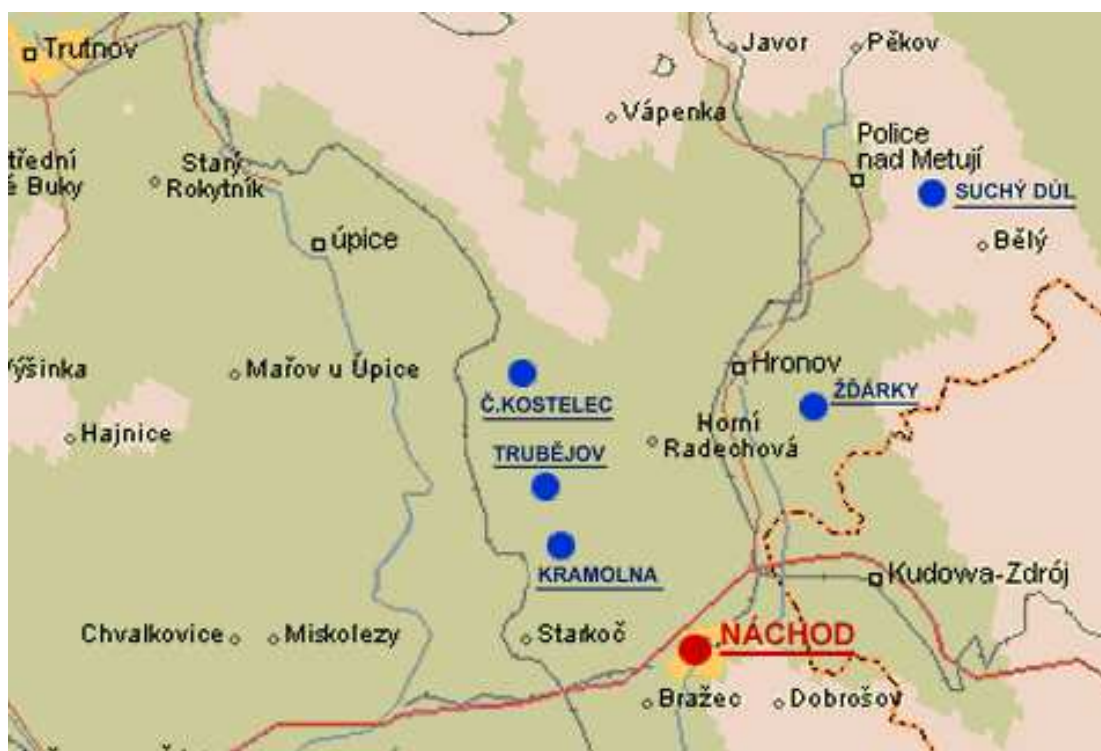 Trutnov
Javor
Pěkov
D
Vápenka
Police
nad Metují
třední
é Buky
Starý
Rokytník
SUCHÝ DŮL
úpice
Bělý
Výšinka
Mařov u Úpice
Hronov
Č.KOSTELEC
ŽĎÁRKY
Hajnice
Horní
Radechová
TRUBĚJOV
KRAMOLNA
Kudowa-Zdrój
Chvalkovice
Miskolezy
Starkoč
NÁCHOD
Bražec
Dobrošov